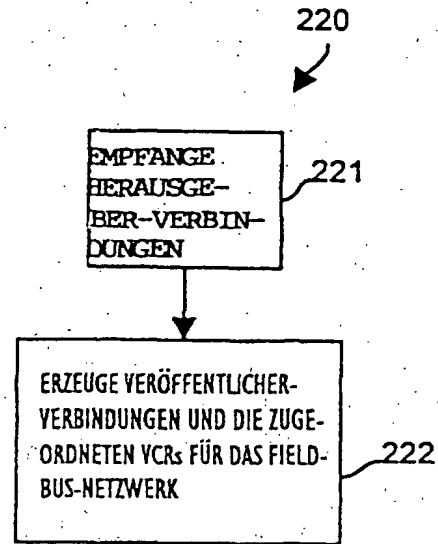 220
EMPFANGE
HERAUSGE-
BER-VERBIN-
DUNGEN
221
ERZEUGE VERÖFFENTLICHER-
VERBINDUNGEN UND DIE ZUGE-
ORDNETEN VCRs FÜR DAS FIELD-
BUS-NETZWERK
222